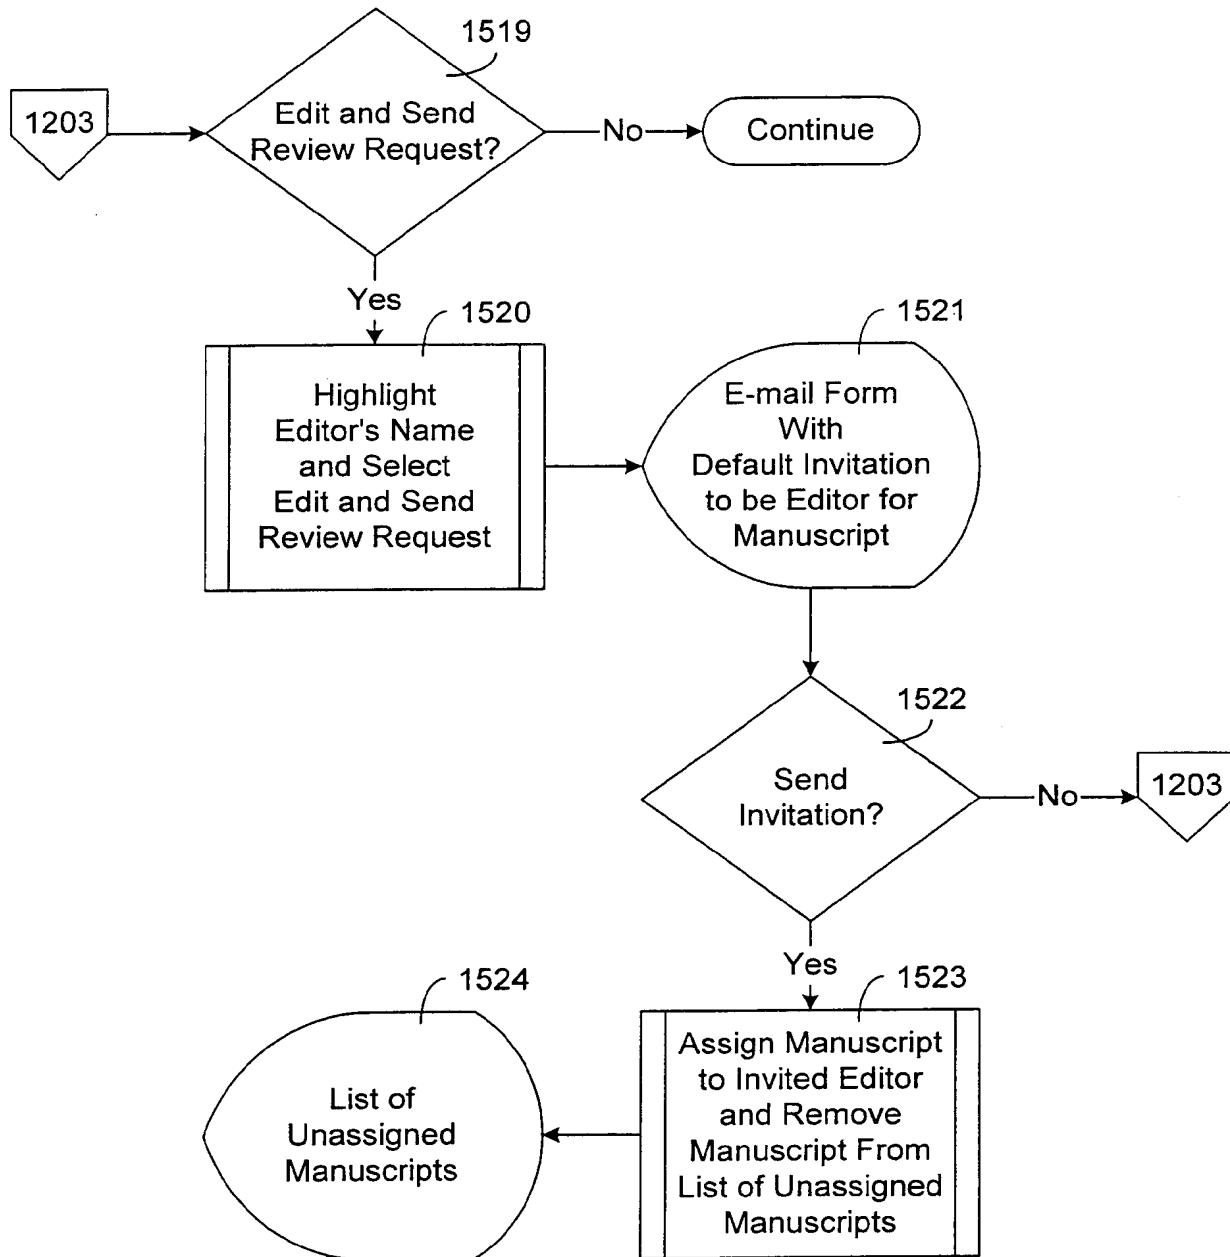 1519
1203
Edit and Send
Review Request?
No
Continue
Yes
1520
Highlight
Editor's Name
and Select
Edit and Send
Review Request
1521
E-mail Form
With
Default Invitation
to be Editor for
Manuscript
1522
Send
Invitation?
No
1203
Yes
1523
Assign Manuscript
to Invited Editor
and Remove
Manuscript From
List of Unassigned
Manuscripts
1524
List of
Unassigned
Manuscripts